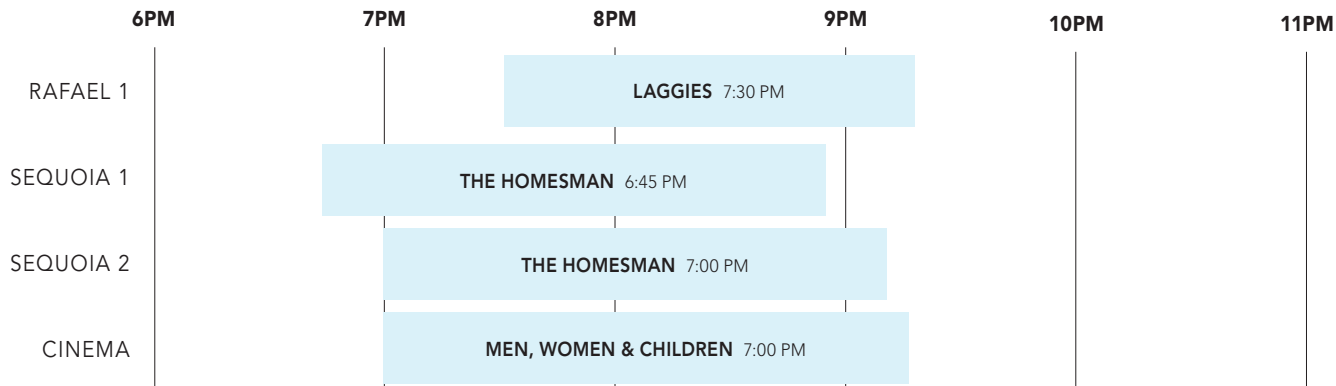 6PM 7PM 8PM 9PM 10PM 11PM
RAFAEL 1 LAGGIES 7:30 PM
SEQUOIA 1 THE HOMESMAN 6:45 PM
SEQUOIA 2 THE HOMESMAN 7:00 PM
CINEMA MEN, WOMEN & CHILDREN 7:00 PM